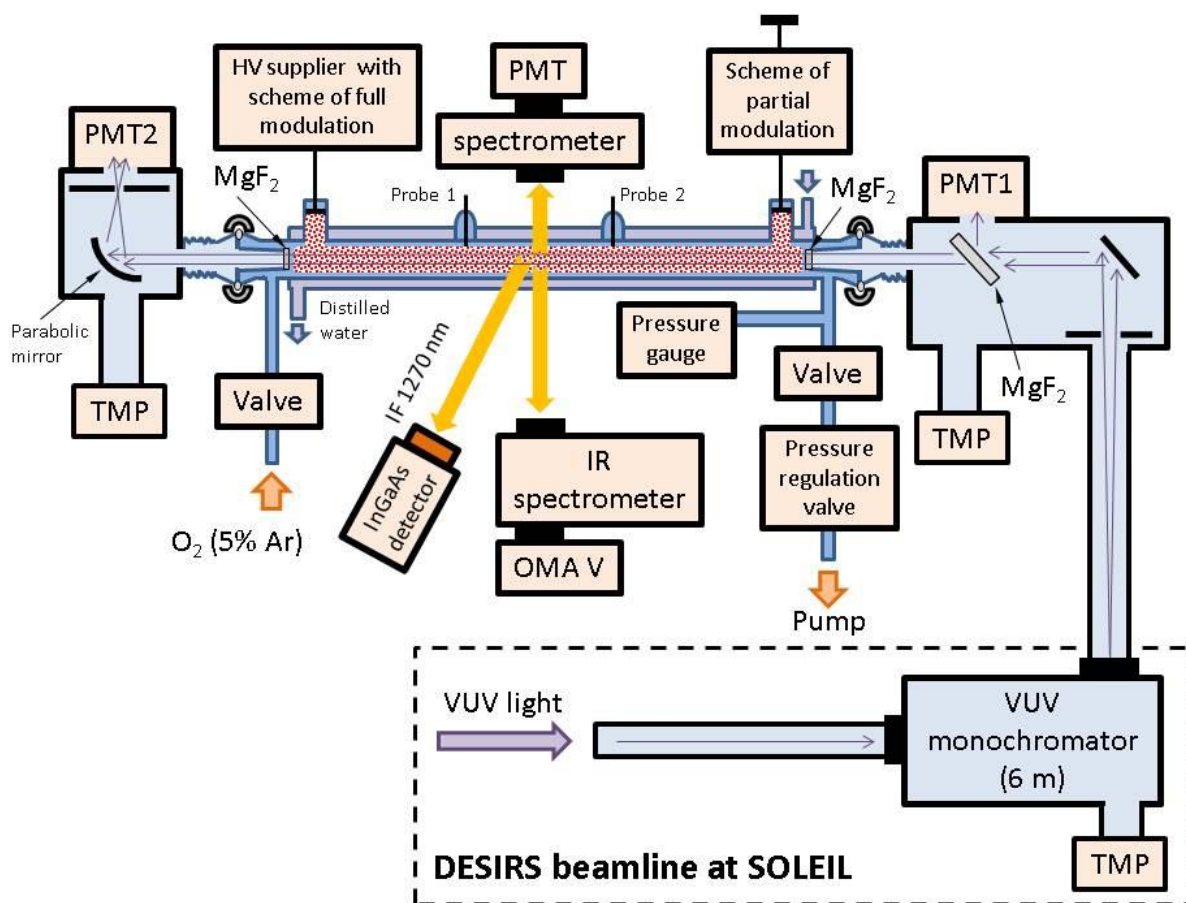 HV supplier with
scheme of full
modulation
PMT
spectrometer
Scheme of
partial
modulation
PMT2
MgF₂
Probe 1
Probe 2
MgF₂
PMT1
Parabolic
mirror
Distilled
water
Pressure
gauge
MgF₂
TMP
Valve
IF 1270 nm
Valve
TMP
InGaAs
detector
IR
spectrometer
Pressure
regulation
valve
O₂ (5% Ar)
OMA V
Pump
VUV light
VUV
monochromator
(6 m)
DESIRS beamline at SOLEIL
TMP